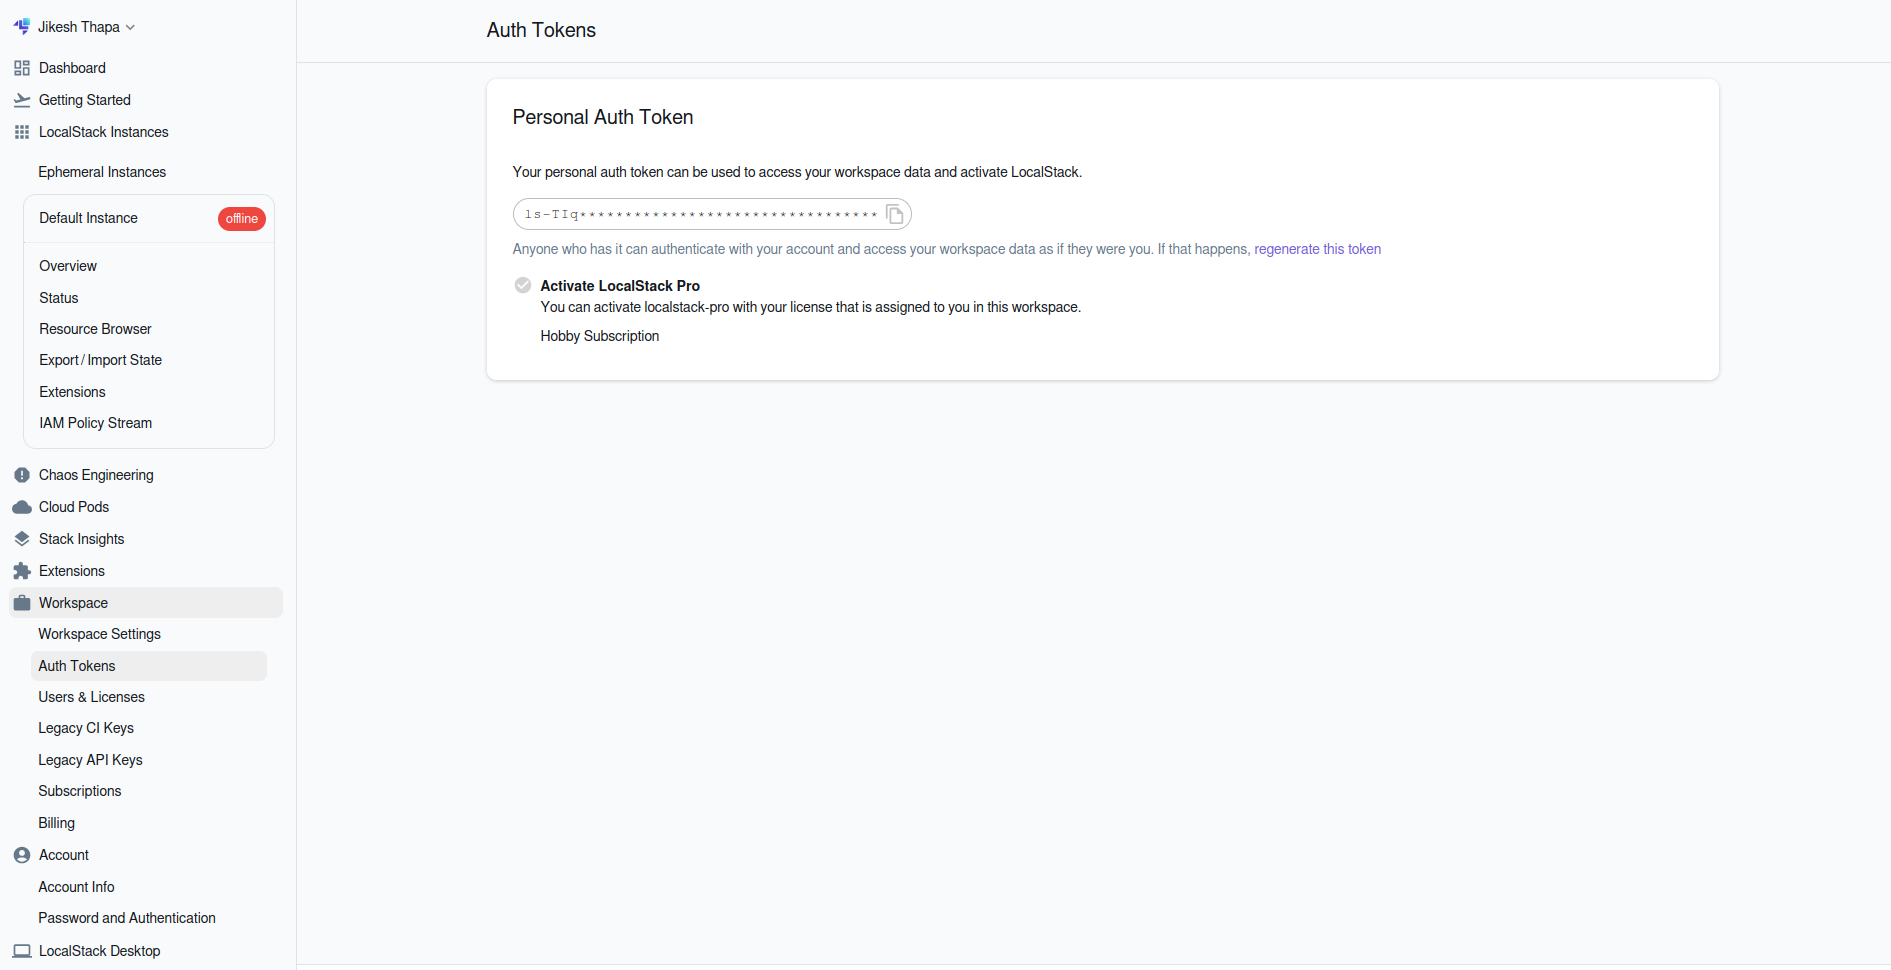 Jikesh Thapa
Dashboard
Getting Started
LocalStack Instances
Ephemeral Instances
Default Instance offline
Overview
Status
Resource Browser
Export / Import State
Extensions
IAM Policy Stream
Chaos Engineering
Cloud Pods
Stack Insights
Extensions
Workspace
Workspace Settings
Auth Tokens
Users & Licenses
Legacy CI Keys
Legacy API Keys
Subscriptions
Billing
Account
Account Info
Password and Authentication
LocalStack Desktop
Auth Tokens
Personal Auth Token
Your personal auth token can be used to access your workspace data and activate LocalStack.
ls-TIq*********************************
Anyone who has it can authenticate with your account and access your workspace data as if they were you. If that happens, regenerate this token
Activate LocalStack Pro
You can activate localstack-pro with your license that is assigned to you in this workspace.
Hobby Subscription